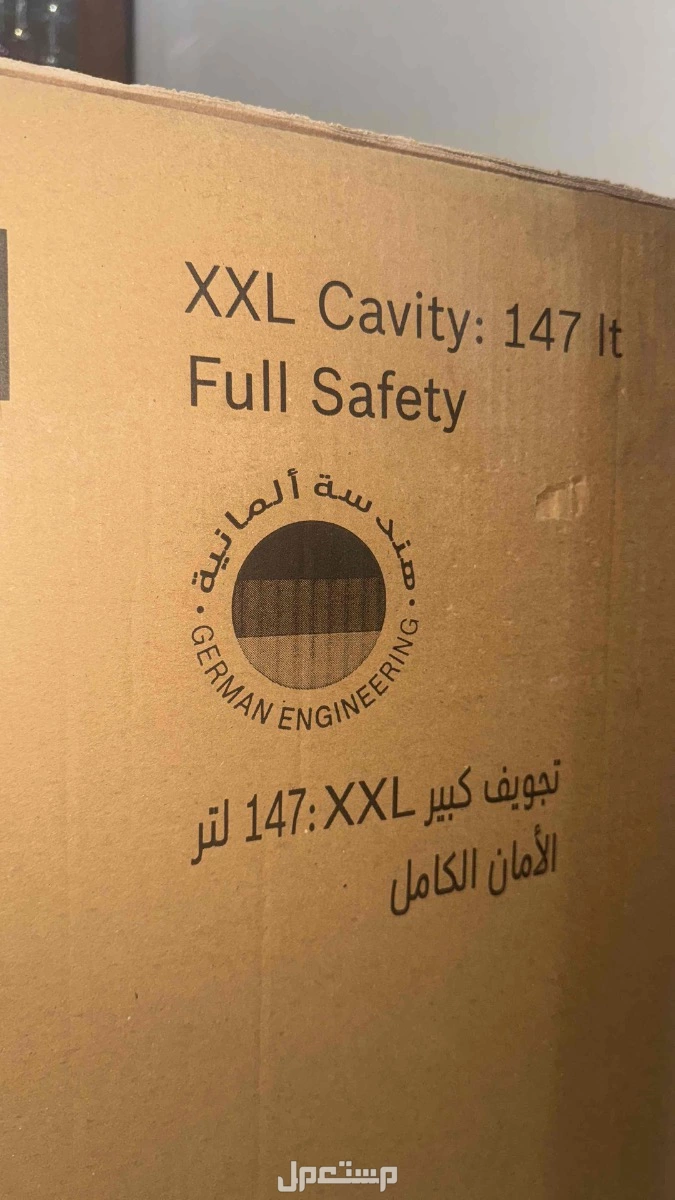 XXL Cavity: 147 lt
Full Safety
هندسة ألمانية
GERMAN ENGINEERING
تجويف كبير XXL:147 لتر
الأمان الكامل
مستعمل